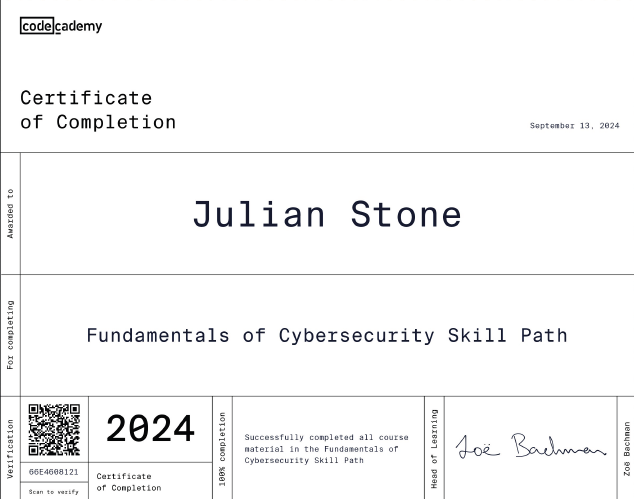 codecademy
Certificate
of Completion
September 13, 2024
Awarded to
Julian Stone
For completing
Fundamentals of Cybersecurity Skill Path
Verification
66E4608121
Scan to verify
2024
Certificate
of Completion
100% completion
Successfully completed all course
material in the Fundamentals of
Cybersecurity Skill Path
Head of Learning
Zoë Bachman
Zoë Bachman